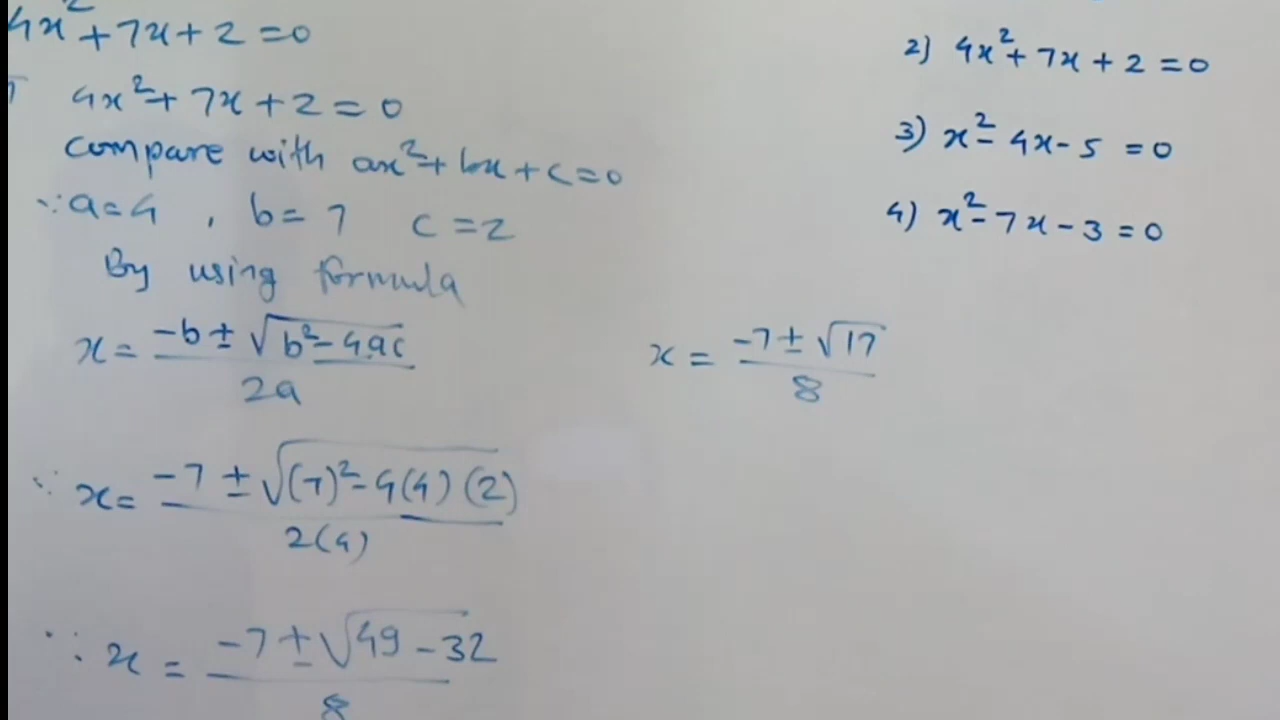 4x²+7x+2=0
4x²+7x+2=0
compare with ax²+bx+c=0
∵a=4 , b=7 c=2
By using formula
x= -b±√b²-4ac / 2a
∵ x= -7±√(7)²-4(4)(2) / 2(4)
∵ x= -7±√49-32 / 8
2) 4x²+7x+2=0
3) x²-4x-5=0
4) x²-7x-3=0
x= -7±√17 / 8